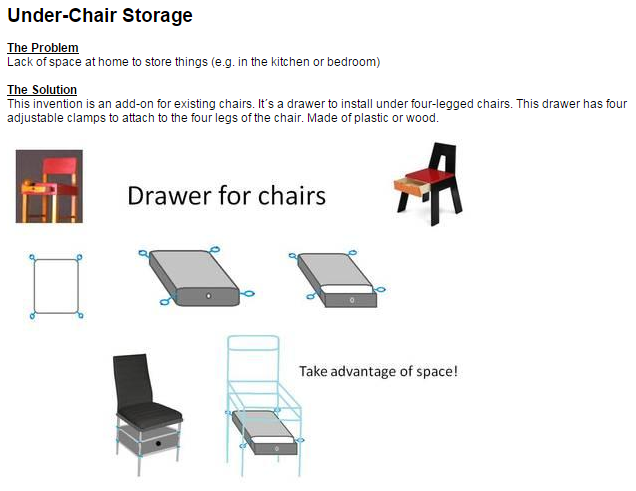 Under-Chair Storage
The Problem
Lack of space at home to store things (e.g. in the kitchen or bedroom)
The Solution
This invention is an add-on for existing chairs. It´s a drawer to install under four-legged chairs. This drawer has four
adjustable clamps to attach to the four legs of the chair. Made of plastic or wood.
Drawer for chairs
Take advantage of space!